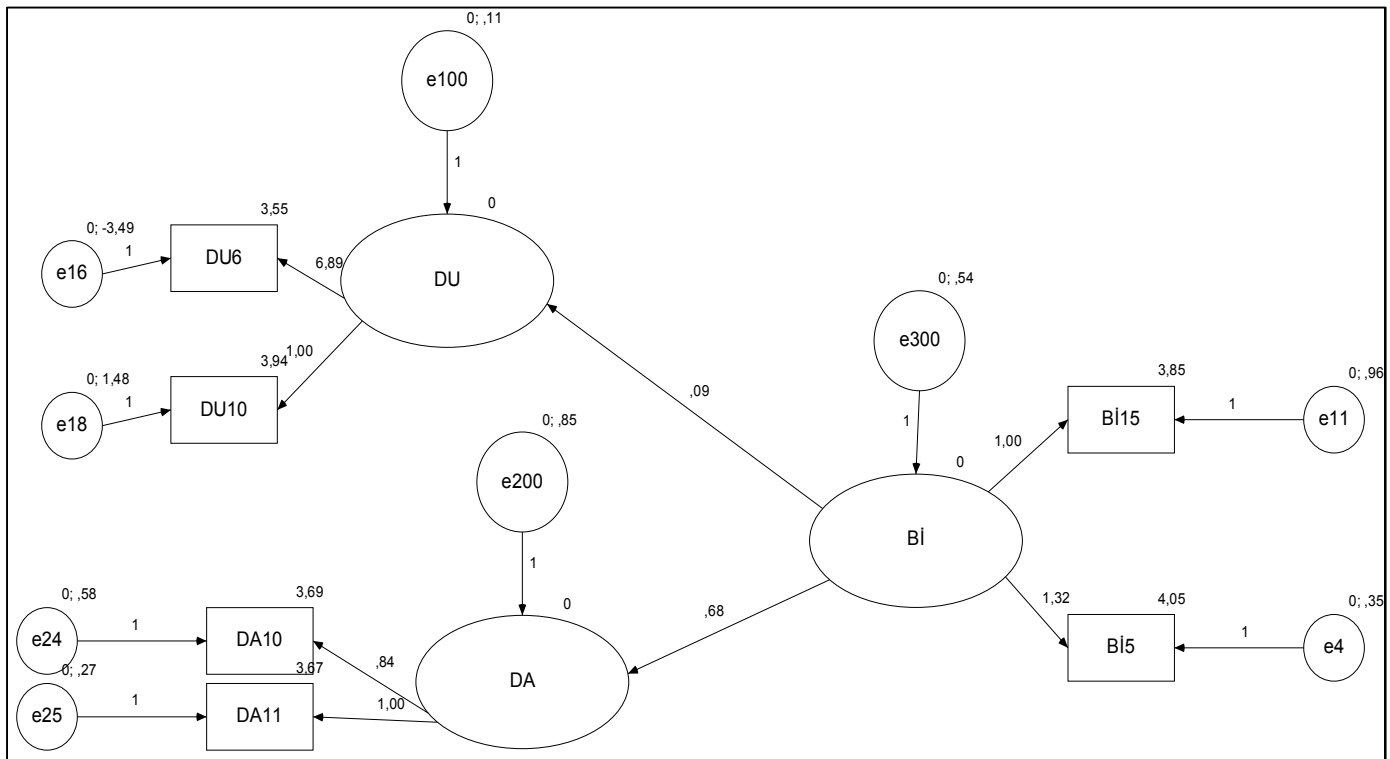 0; ,11
e100
1
0
DU
0; -3,49
e16
1
3,55
DU6
6,89
0; 1,48
e18
1
3,94
DU10
1,00
,09
0; ,54
e300
1
0
Bİ
3,85
Bİ15
1,00
0; ,96
e11
1
1,32
4,05
Bİ5
0; ,35
e4
1
,68
0; ,85
e200
1
0
DA
0; ,58
e24
1
3,69
DA10
,84
0; ,27
e25
1
3,67
DA11
1,00